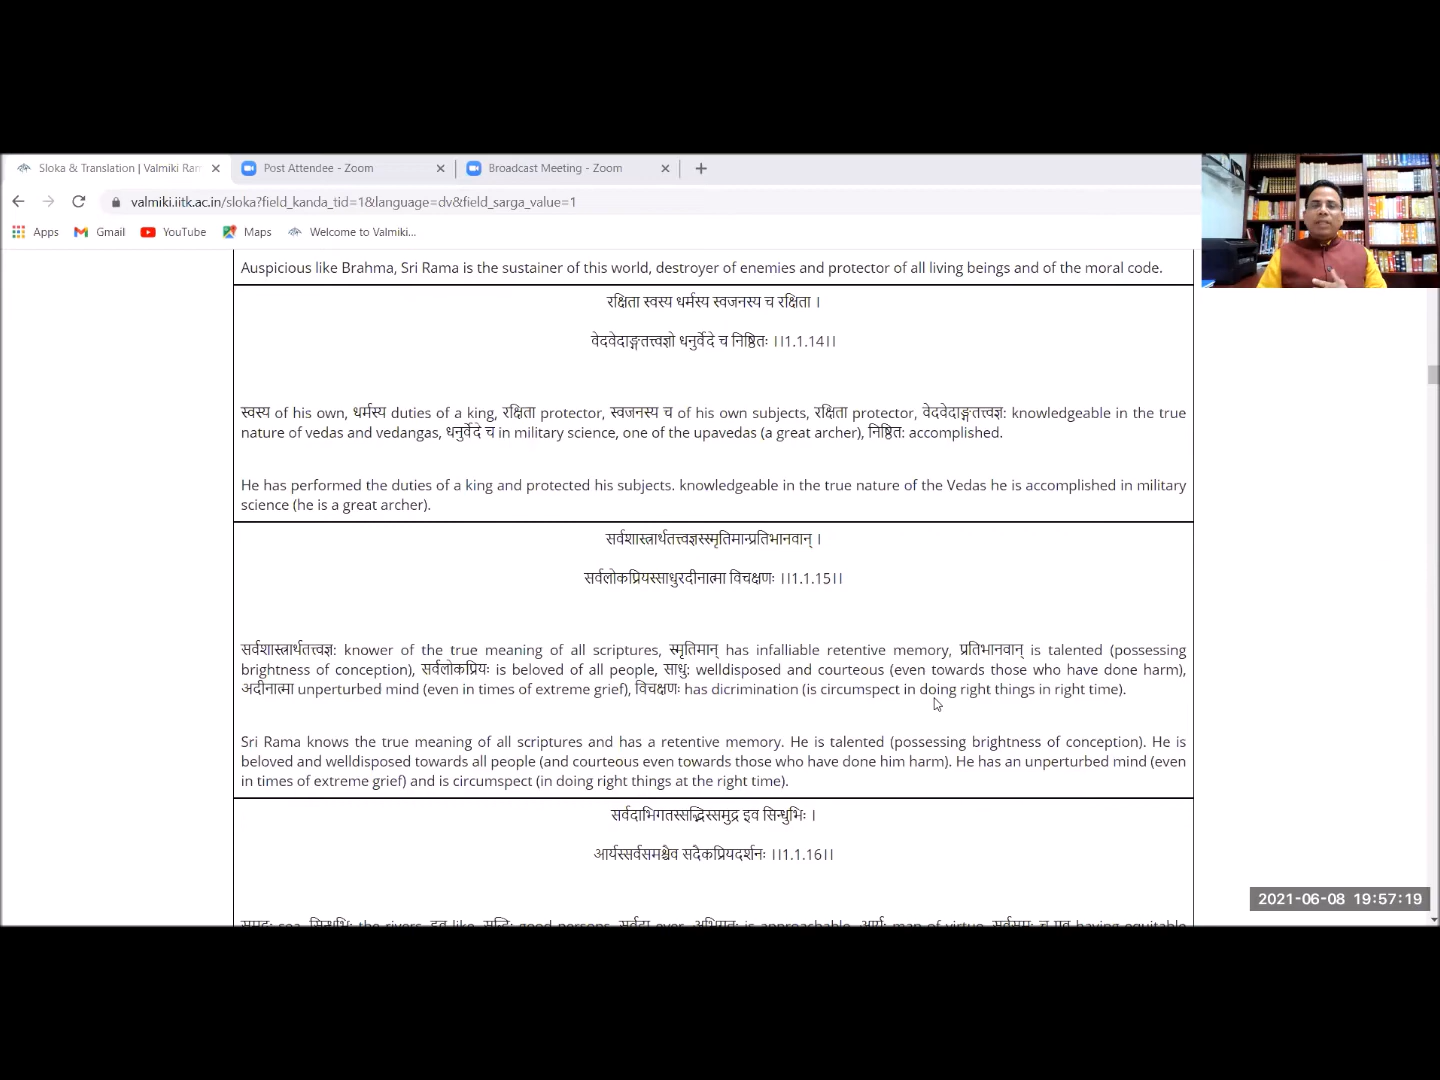 Sloka & Translation | Valmiki Ram
Post Attendee - Zoom
Broadcast Meeting - Zoom
valmiki.iitk.ac.in/sloka?field_kanda_tid=1&language=dv&field_sarga_value=1
Apps Gmail YouTube Maps Welcome to Valmiki...
Auspicious like Brahma, Sri Rama is the sustainer of this world, destroyer of enemies and protector of all living beings and of the moral code.
रक्षिता स्वस्य धर्मस्य स्वजनस्य च रक्षिता ।
वेदवेदाङ्गतत्त्वज्ञो धनुर्वेदे च निष्ठितः ।।1.1.14।।
स्वस्य of his own, धर्मस्य duties of a king, रक्षिता protector, स्वजनस्य च of his own subjects, रक्षिता protector, वेदवेदाङ्गतत्त्वज्ञ: knowledgeable in the true
nature of vedas and vedangas, धनुर्वेदे च in military science, one of the upavedas (a great archer), निष्ठित: accomplished.
He has performed the duties of a king and protected his subjects. knowledgeable in the true nature of the Vedas he is accomplished in military
science (he is a great archer).
सर्वशास्त्रार्थतत्त्वज्ञस्स्मृतिमान्प्रतिभानवान् ।
सर्वलोकप्रियस्साधुरदीनात्मा विचक्षणः ।।1.1.15।।
सर्वशास्त्रार्थतत्त्वज्ञ: knower of the true meaning of all scriptures, स्मृतिमान् has infalliable retentive memory, प्रतिभानवान् is talented (possessing
brightness of conception), सर्वलोकप्रियः is beloved of all people, साधु: welldisposed and courteous (even towards those who have done harm),
अदीनात्मा unperturbed mind (even in times of extreme grief), विचक्षणः has dicrimination (is circumspect in doing right things in right time).
Sri Rama knows the true meaning of all scriptures and has a retentive memory. He is talented (possessing brightness of conception). He is
beloved and welldisposed towards all people (and courteous even towards those who have done him harm). He has an unperturbed mind (even
in times of extreme grief) and is circumspect (in doing right things at the right time).
सर्वदाभिगतस्सद्भिस्समुद्र इव सिन्धुभिः ।
आर्यस्सर्वसमश्चैव सदैकप्रियदर्शनः ।।1.1.16।।
2021-06-08 19:57:19